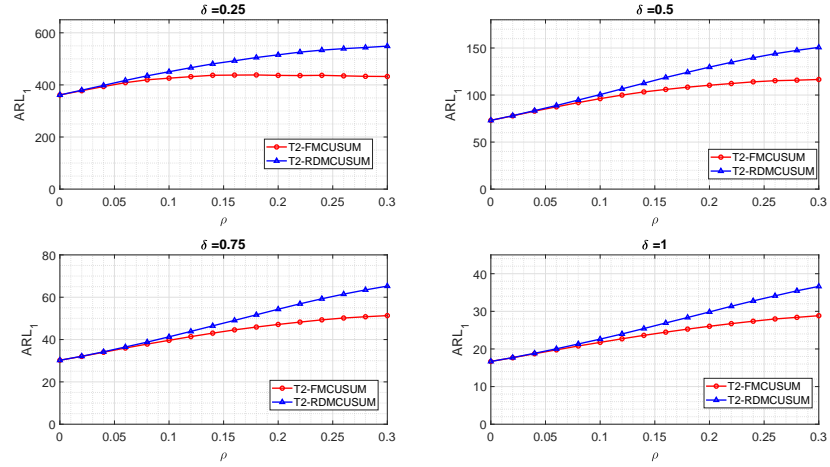 δ =0.25
600
400
200
0
ARL1
0
0.05
0.1
0.15
0.2
0.25
0.3
ρ
T2-FMCUSUM
T2-RDMCUSUM
δ =0.5
150
100
50
0
ARL1
0
0.05
0.1
0.15
0.2
0.25
0.3
ρ
T2-FMCUSUM
T2-RDMCUSUM
δ =0.75
80
60
40
20
0
ARL1
0
0.05
0.1
0.15
0.2
0.25
0.3
ρ
T2-FMCUSUM
T2-RDMCUSUM
δ =1
40
30
20
10
0
ARL1
0
0.05
0.1
0.15
0.2
0.25
0.3
ρ
T2-FMCUSUM
T2-RDMCUSUM